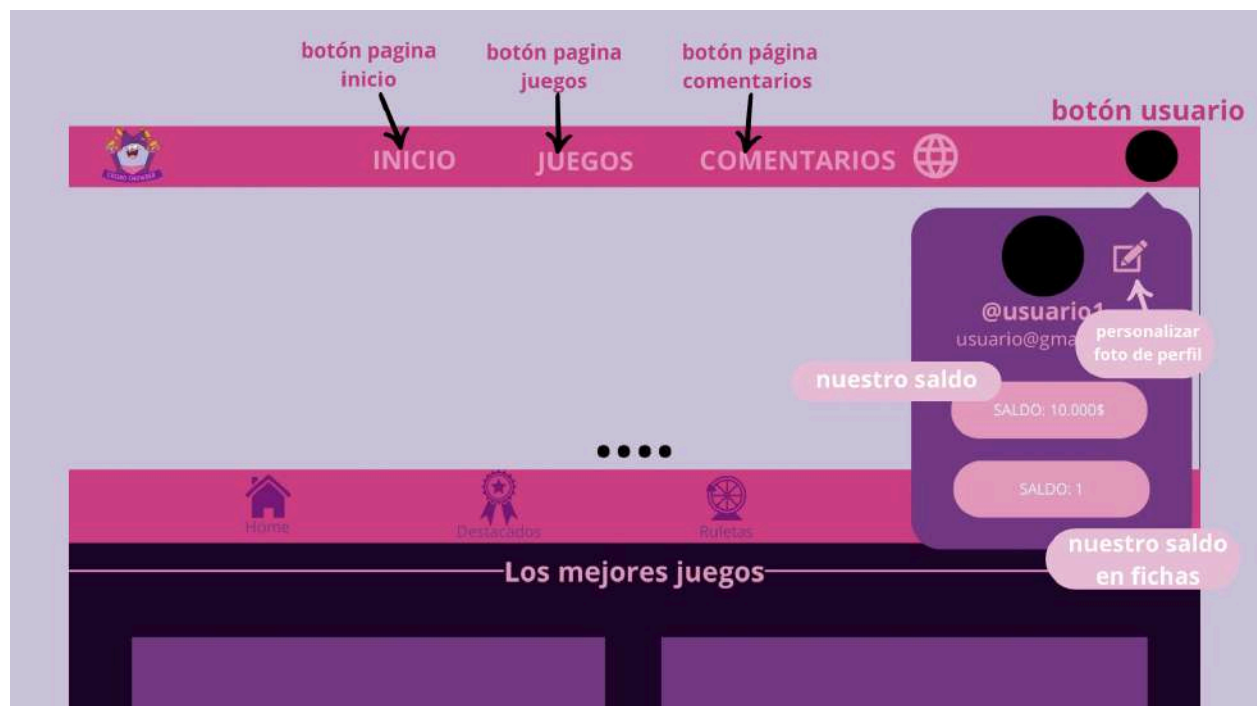 botón pagina
inicio
botón pagina
juegos
botón página
comentarios
botón usuario
INICIO
JUEGOS
COMENTARIOS
@usuario1
usuario@gma
personalizar
foto de perfil
nuestro saldo
SALDO: 10.000$
SALDO: 1
nuestro saldo
en fichas
Home
Destacados
Ruletas
Los mejores juegos